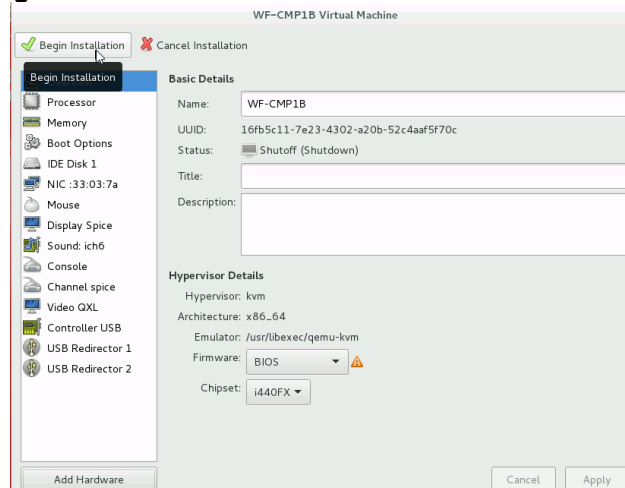 WF-CMP1B Virtual Machine
Begin Installation Cancel Installation
Begin Installation
Processor
Memory
Boot Options
IDE Disk 1
NIC :33:03:7a
Mouse
Display Spice
Sound: ich6
Console
Channel spice
Video QXL
Controller USB
USB Redirector 1
USB Redirector 2
Add Hardware
Basic Details
Name: WF-CMP1B
UUID: 16fb5c11-7e23-4302-a20b-52c4aaf5f70c
Status: Shutoff (Shutdown)
Title:
Description:
Hypervisor Details
Hypervisor: kvm
Architecture: x86_64
Emulator: /usr/libexec/qemu-kvm
Firmware: BIOS
Chipset: i440FX
Cancel Apply